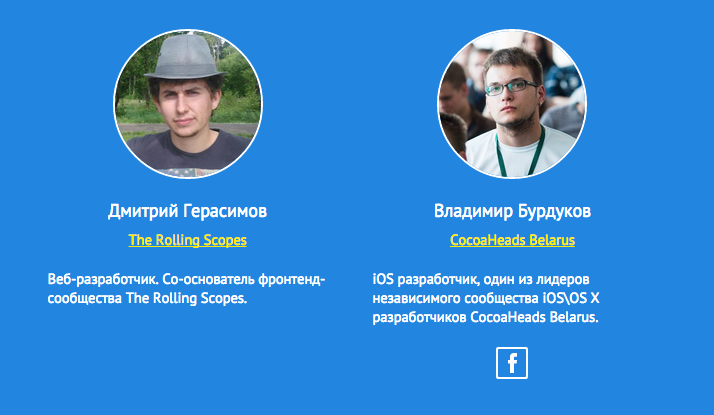 Дмитрий Герасимов
The Rolling Scopes
Веб-разработчик. Со-основатель фронтенд-
сообщества The Rolling Scopes.
Владимир Бурдуков
CocoaHeads Belarus
iOS разработчик, один из лидеров
независимого сообщества iOS\OS X
разработчиков CocoaHeads Belarus.
f